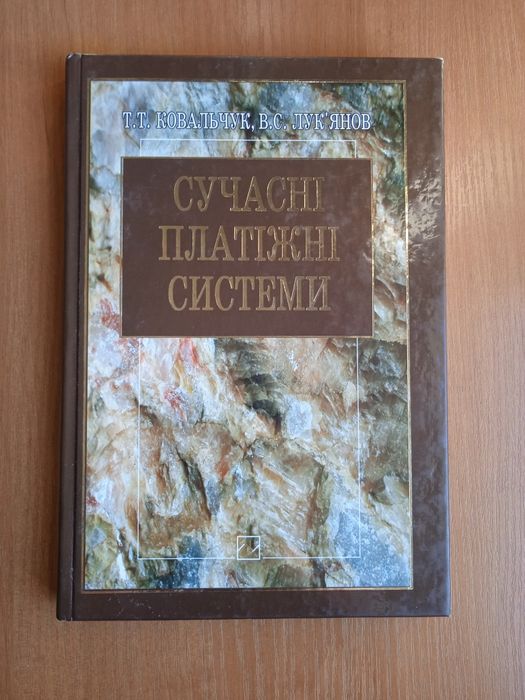 Т.Т. КОВАЛЬЧУК, В.С. ЛУК'ЯНОВ
СУЧАСНІ
ПЛАТІЖНІ
СИСТЕМИ